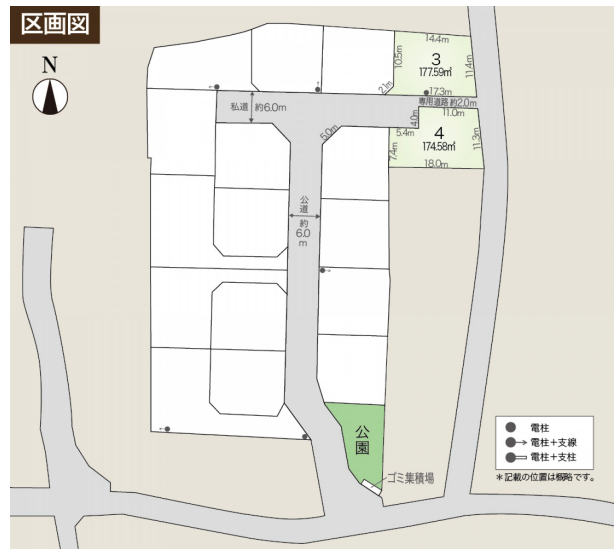 区画図
N
14.4m
10.5m
3
177.59㎡
11.4m
2.1m
17.3m
専用道路 約2.0m
私道
約6.0m
5.0m
4.0m
11.0m
5.4m
4
174.58㎡
11.3m
7.4m
18.0m
公道
約
6.0
m
公園
ゴミ集積場
電柱
電柱＋支線
電柱＋支柱
＊記載の位置は概略です。